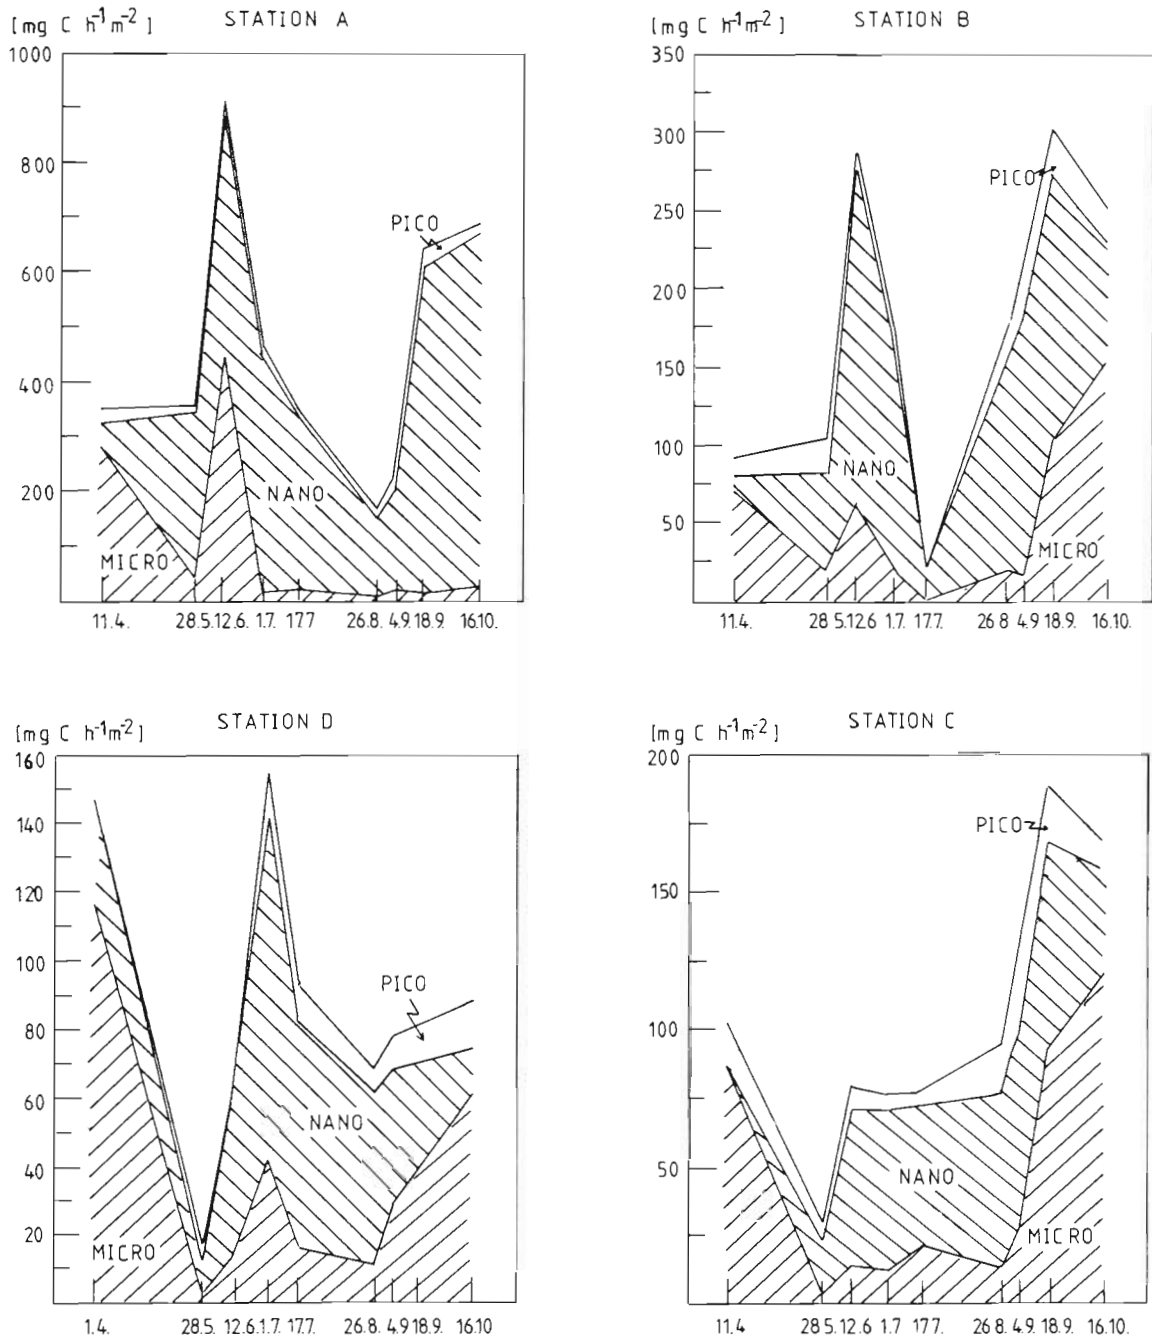 [mg C h⁻¹m⁻²] STATION A
1000
800
600
400
200
PICO
NANO
MICRO
11.4. 28 5. 12.6. 1.7. 17.7 26.8. 4.9 18.9. 16.10.
[mg C h⁻¹m⁻²] STATION B
350
300
250
200
150
100
50
PICO
NANO
MICRO
11.4. 28 5. 12.6 1.7. 17.7. 26 8 4.9 18.9. 16.10.
[mg C h⁻¹m⁻²] STATION D
160
140
120
100
80
60
40
20
PICO
NANO
MICRO
1.4. 28.5. 12.6. 1.7. 17.7. 26.8. 4.9 18.9. 16.10
[mg C h⁻¹m⁻²] STATION C
200
150
100
50
PICO
NANO
MICRO
11.4 28 5. 12.6 1.7. 17 7. 26 8. 4.9. 18.9. 16.10.